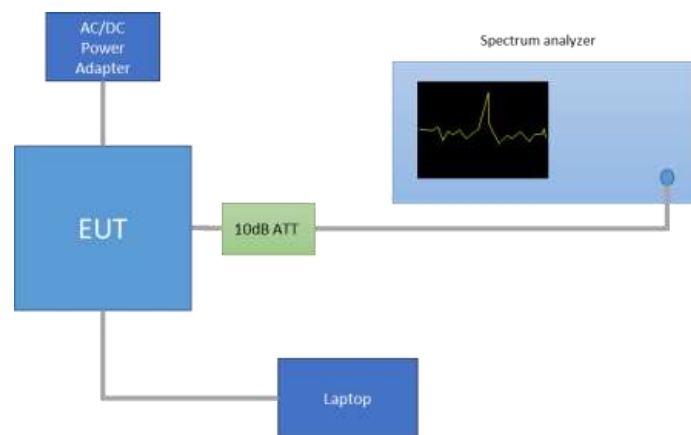 AC/DC
Power
Adapter
Spectrum analyzer
EUT
10dB ATT
Laptop